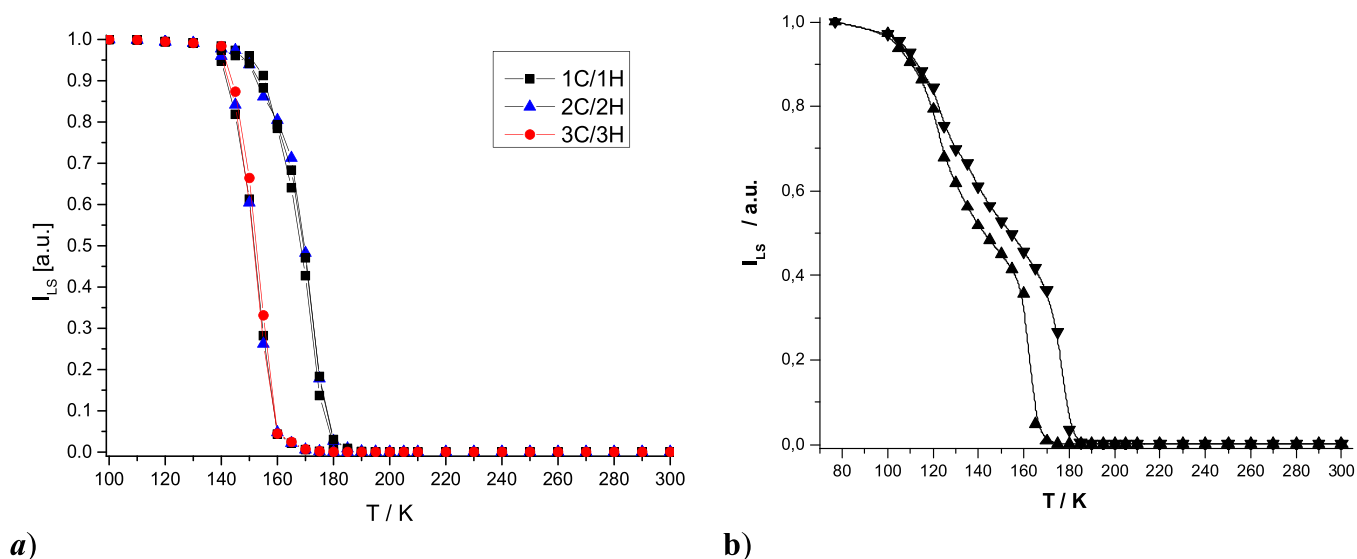 1.0
0.9
0.8
0.7
0.6
0.5
0.4
0.3
0.2
0.1
0.0
I_LS [a.u.]
1C/1H
2C/2H
3C/3H
100 120 140 160 180 200 220 240 260 280 300
T / K
a)
1,0
0,8
0,6
0,4
0,2
0,0
I_LS / a.u.
80 100 120 140 160 180 200 220 240 260 280 300
T / K
b)